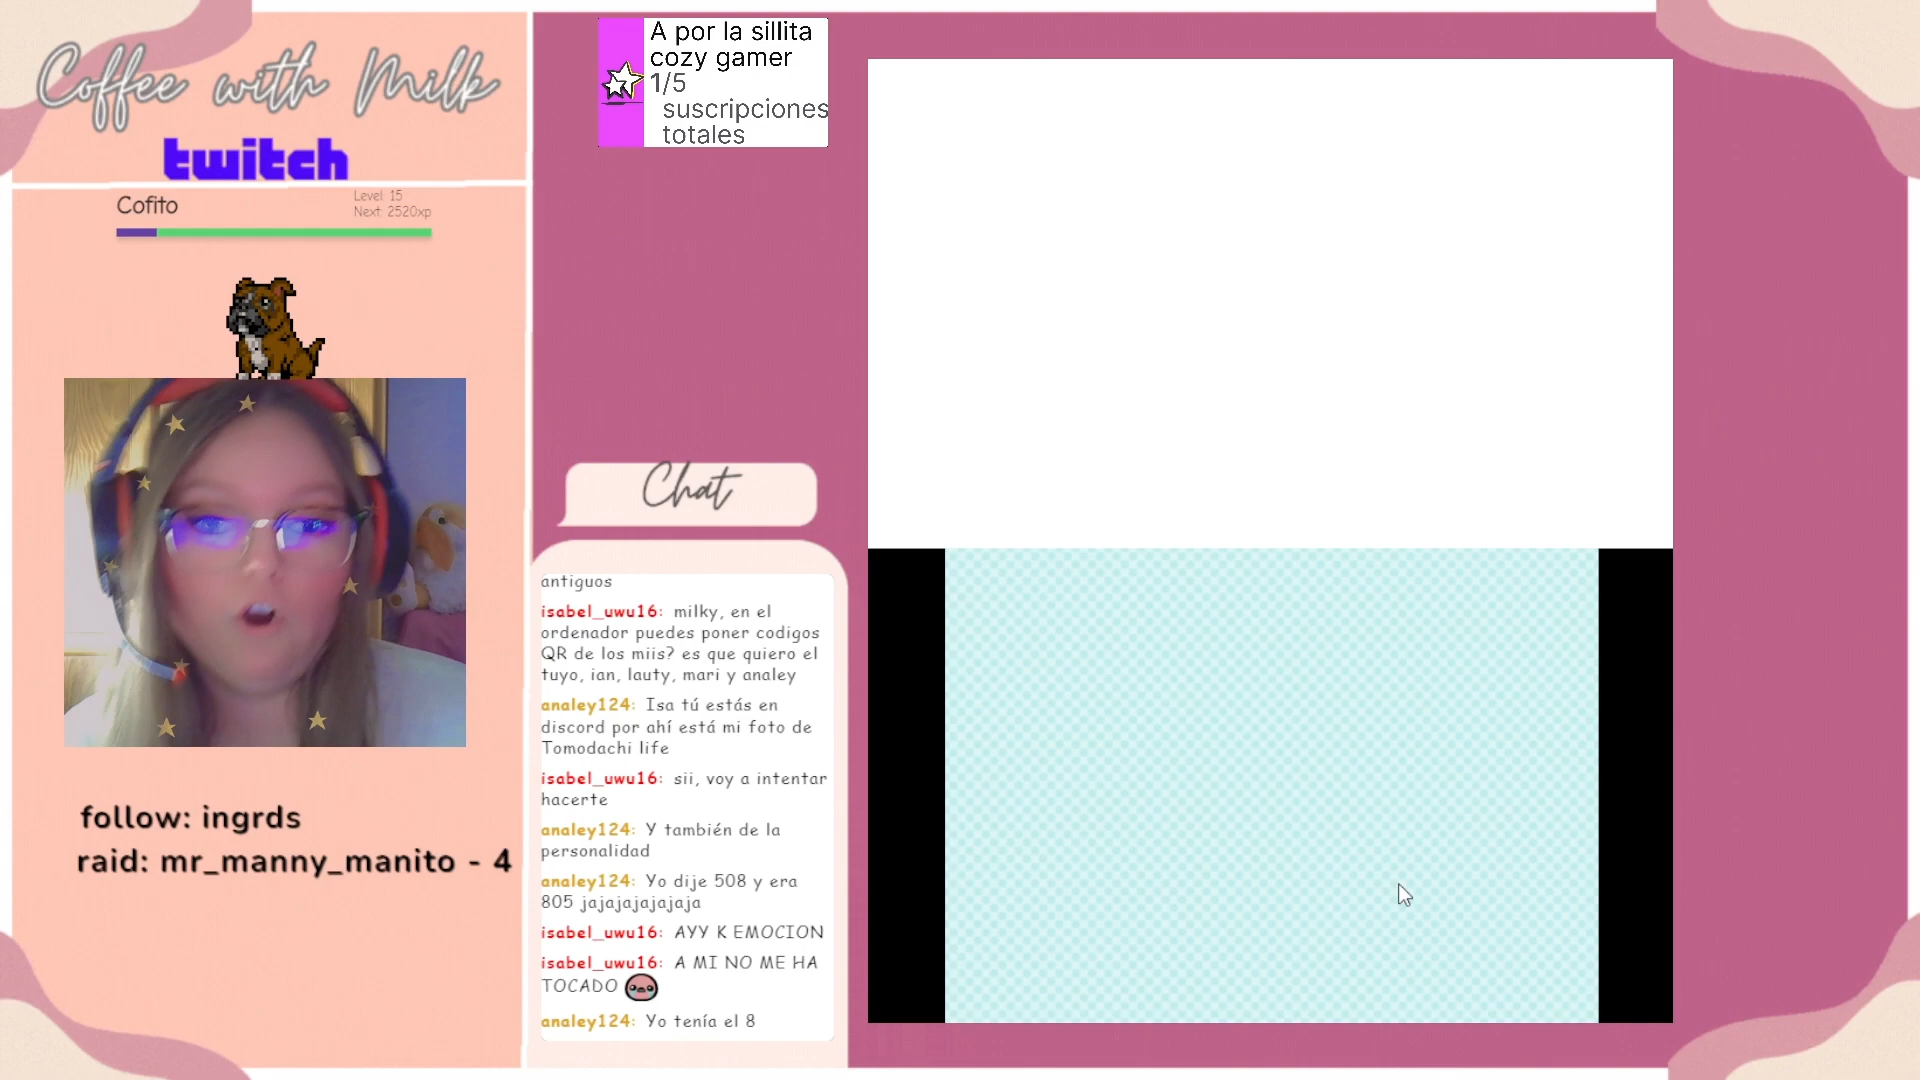 Coffee with Milk
twitch
Cofito
Level: 15
Next: 2520xp
follow: ingrds
raid: mr_manny_manito - 4
A por la sillita
cozy gamer
1/5
suscripciones
totales
Chat
antiguos
isabel_uwu16: milky, en el
ordenador puedes poner codigos
QR de los miis? es que quiero el
tuyo, ian, lauty, mari y analey
analey124: Isa tú estás en
discord por ahí está mi foto de
Tomodachi life
isabel_uwu16: sii, voy a intentar
hacerte
analey124: Y también de la
personalidad
analey124: Yo dije 508 y era
805 jajajajajajaja
isabel_uwu16: AYY K EMOCION
isabel_uwu16: A MI NO ME HA
TOCADO
analey124: Yo tenía el 8